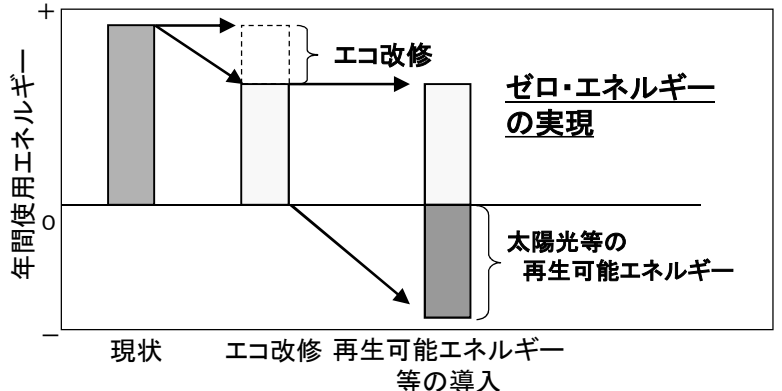 +
エコ改修
ゼロ・エネルギー
の実現
年間使用エネルギー
0
太陽光等の
再生可能エネルギー
−
現状
エコ改修
再生可能エネルギー
等の導入